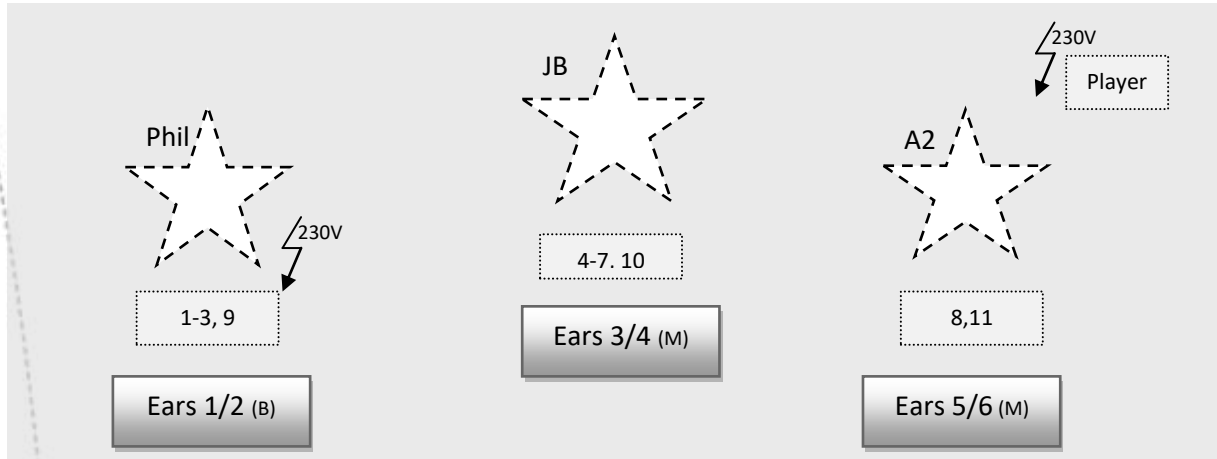 230V
Player
JB
Phil
A2
230V
4-7. 10
1-3, 9
8,11
Ears 3/4 (M)
Ears 1/2 (B)
Ears 5/6 (M)